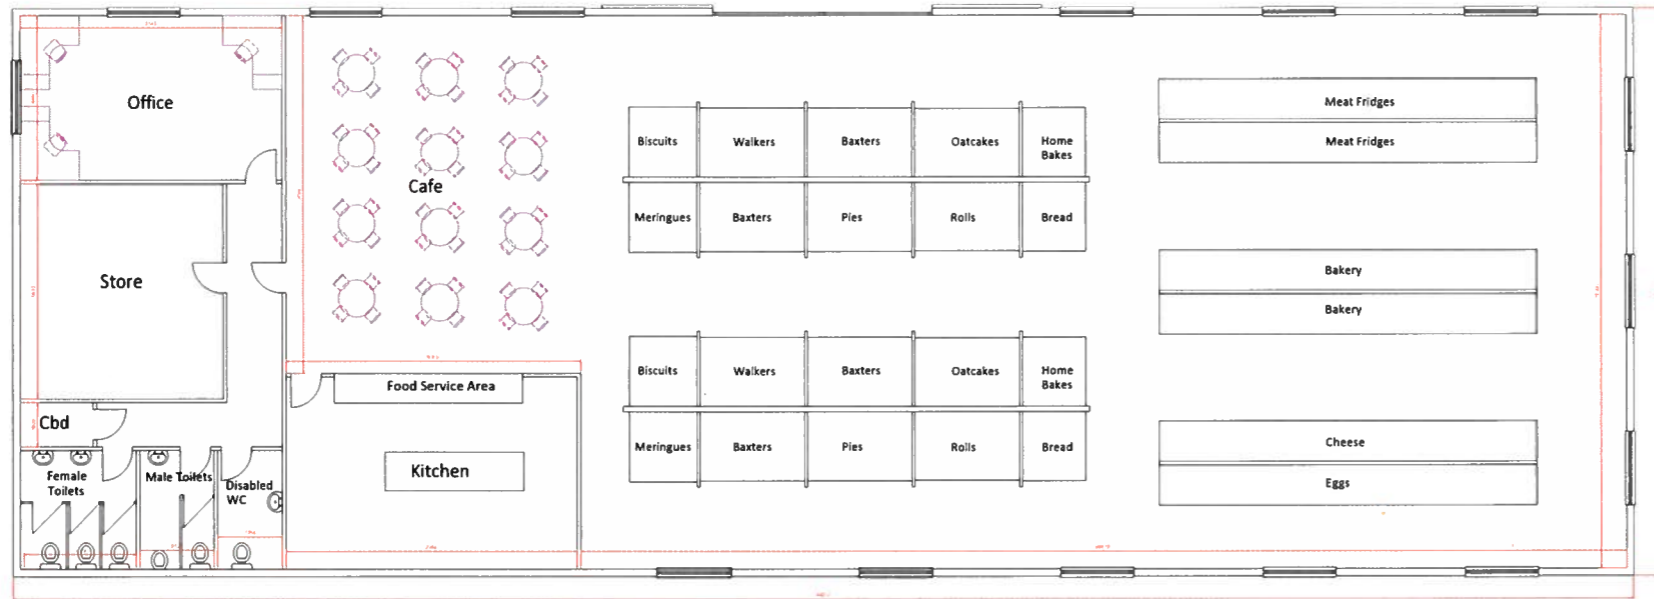 Office
Store
Cbd
Female
Toilets
Male Toilets
Disabled
WC
Cafe
Food Service Area
Kitchen
Biscuits
Walkers
Baxters
Oatcakes
Home
Bakes
Meringues
Baxters
Pies
Rolls
Bread
Biscuits
Walkers
Baxters
Oatcakes
Home
Bakes
Meringues
Baxters
Pies
Rolls
Bread
Meat Fridges
Meat Fridges
Bakery
Bakery
Cheese
Eggs